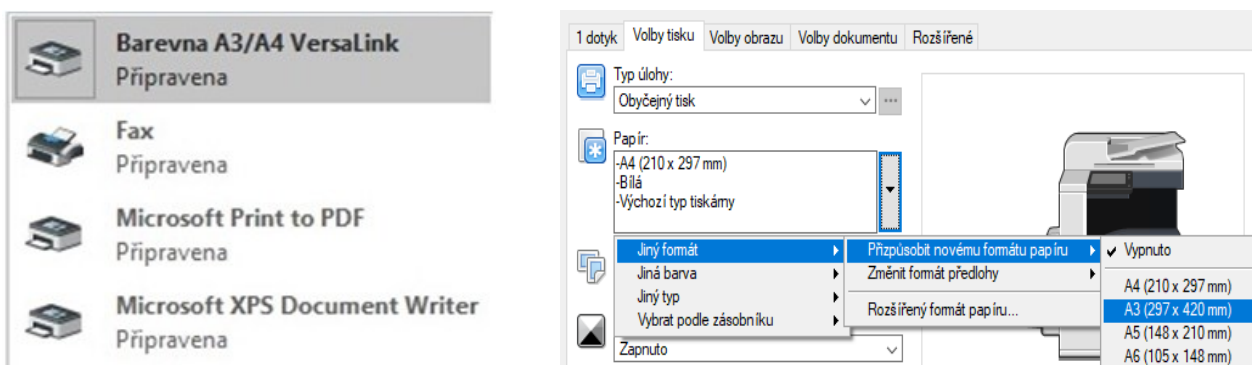 Barevna A3/A4 VersaLink
Připravena
Fax
Připravena
Microsoft Print to PDF
Připravena
Microsoft XPS Document Writer
Připravena
1 dotyk Volby tisku Volby obrazu Volby dokumentu Rozšířené
Typ úlohy:
Obyčejný tisk
Papír:
-A4 (210 x 297 mm)
-Bílá
-Výchozí typ tiskárny
Jiný formát
Jiná barva
Jiný typ
Vybrat podle zásobníku
Přizpůsobit novému formátu papíru
Změnit formát předlohy
Rozšířený formát papíru...
Vypnuto
A4 (210 x 297 mm)
A3 (297 x 420 mm)
A5 (148 x 210 mm)
A6 (105 x 148 mm)
Zapnuto